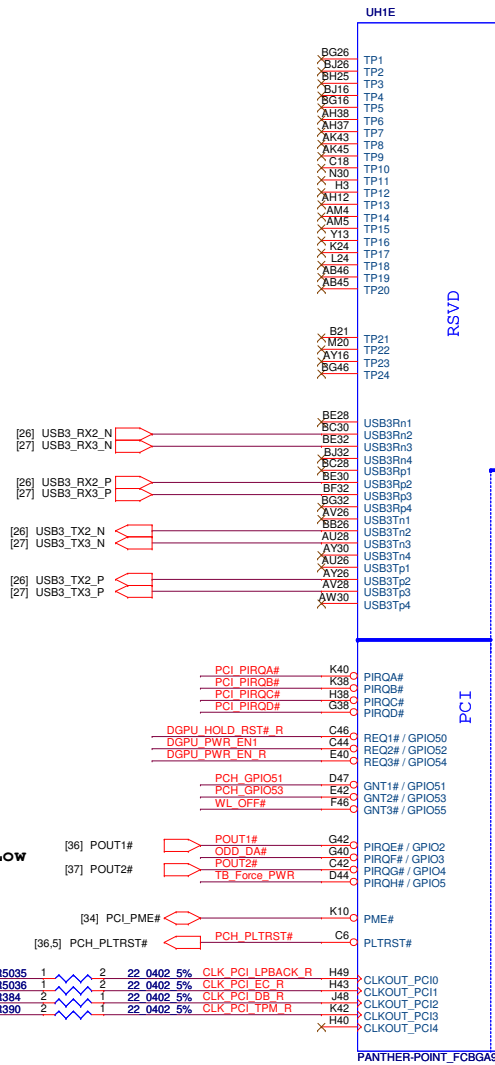 UH1E
BG26 TP1
BJ26 TP2
BH25 TP3
BJ16 TP4
BG16 TP5
AH38 TP6
AH37 TP7
AK43 TP8
AK45 TP9
C18 TP10
N30 TP11
H3 TP12
AH12 TP13
AM4 TP14
AM5 TP15
Y13 TP16
K24 TP17
L24 TP18
AB46 TP19
AB45 TP20
RSVD
B21 TP21
M20 TP22
AY16 TP23
BG46 TP24
BE28 USB3Rn1
[26] USB3_RX2_N BC30 USB3Rn2
[27] USB3_RX3_N BE32 USB3Rn3
BJ32 USB3Rn4
BC28 USB3Rp1
[26] USB3_RX2_P BE30 USB3Rp2
[27] USB3_RX3_P BF32 USB3Rp3
BG32 USB3Rp4
AV26 USB3Tn1
[26] USB3_TX2_N BB26 USB3Tn2
[27] USB3_TX3_N AU28 USB3Tn3
AY30 USB3Tn4
AU26 USB3Tp1
[26] USB3_TX2_P AY26 USB3Tp2
[27] USB3_TX3_P AV28 USB3Tp3
AW30 USB3Tp4
PCI_PIRQA# K40 PIRQA#
PCI_PIRQB# K38 PIRQB#
PCI_PIRQC# H38 PIRQC#
PCI_PIRQD# G38 PIRQD#
PCI
DGPU_HOLD_RST#_R C46 REQ1# / GPIO50
DGPU_PWR_EN1 C44 REQ2# / GPIO52
DGPU_PWR_EN_R E40 REQ3# / GPIO54
PCH_GPIO51 D47 GNT1# / GPIO51
PCH_GPIO53 E42 GNT2# / GPIO53
WL_OFF# F46 GNT3# / GPIO55
[36] POUT1# POUT1# G42 PIRQE# / GPIO2
LOW ODD_DA# G40 PIRQF# / GPIO3
[37] POUT2# POUT2# C42 PIRQG# / GPIO4
TB_Force_PWR D44 PIRQH# / GPIO5
[34] PCI_PME# K10 PME#
[36,5] PCH_PLTRST# PCH_PLTRST# C6 PLTRST#
R5035 1 2 22_0402_5% CLK_PCI_LPBACK_R H49 CLKOUT_PCI0
R5036 1 2 22_0402_5% CLK_PCI_EC_R H43 CLKOUT_PCI1
R384 2 1 22_0402_5% CLK_PCI_DB_R J48 CLKOUT_PCI2
R390 2 1 22_0402_5% CLK_PCI_TPM_R K42 CLKOUT_PCI3
H40 CLKOUT_PCI4
PANTHER-POINT_FCBGA9